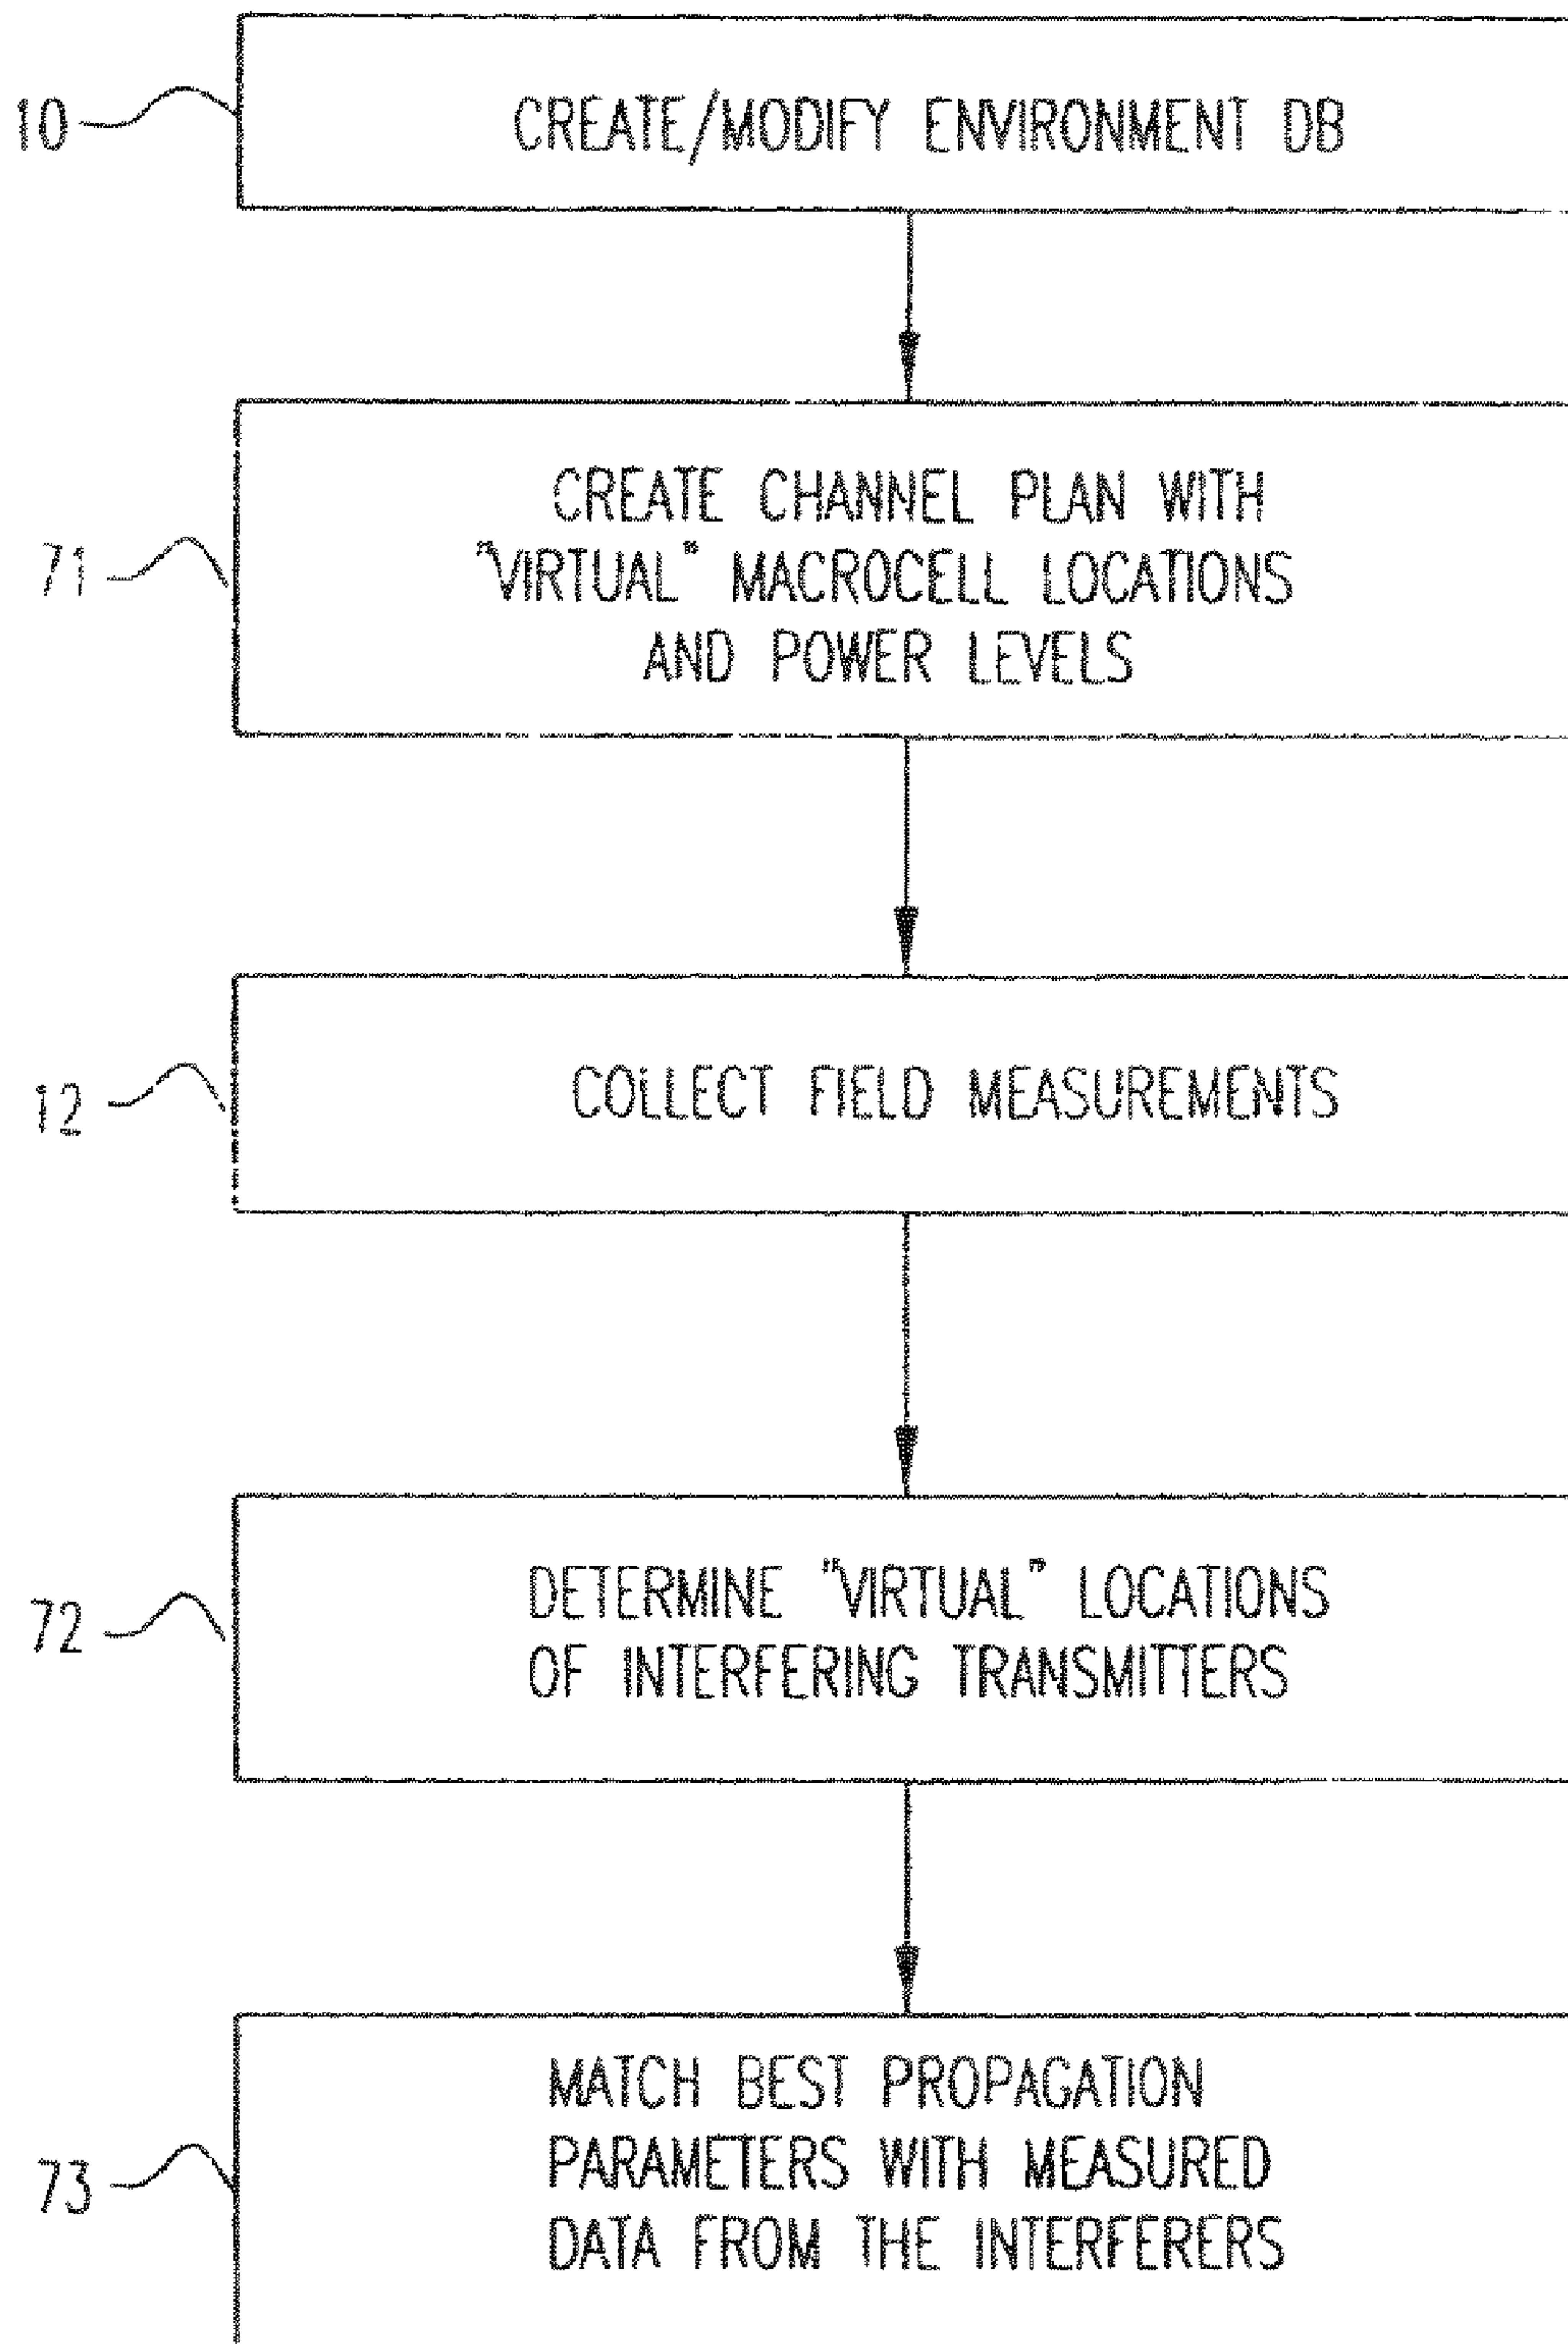 10
CREATE/MODIFY ENVIRONMENT DB
71
CREATE CHANNEL PLAN WITH
"VIRTUAL" MACROCELL LOCATIONS
AND POWER LEVELS
12
COLLECT FIELD MEASUREMENTS
72
DETERMINE "VIRTUAL" LOCATIONS
OF INTERFERING TRANSMITTERS
73
MATCH BEST PROPAGATION
PARAMETERS WITH MEASURED
DATA FROM THE INTERFERERS